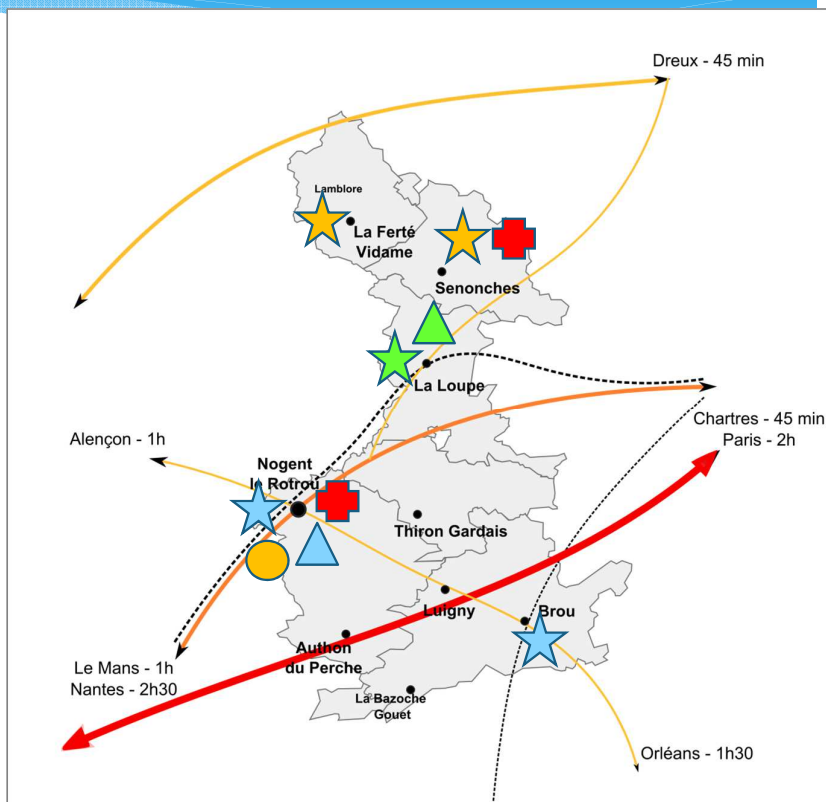 Dreux - 45 min
Lamblore
La Ferté
Vidame
Senonches
La Loupe
Chartres - 45 min
Paris - 2h
Alençon - 1h
Nogent
le Rotrou
Thiron Gardais
Luigny
Brou
Authon
du Perche
Le Mans - 1h
Nantes - 2h30
La Bazoche
Gouet
Orléans - 1h30